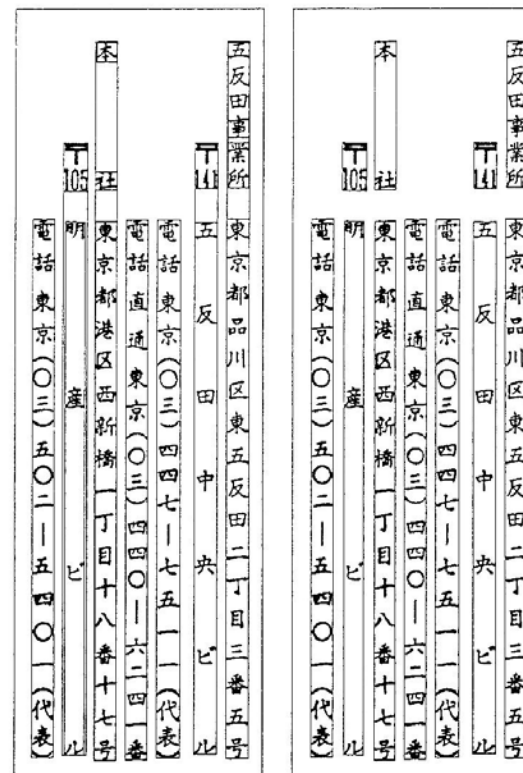 五反田事業所 東京都品川区東五反田二丁目三番五号
〒141 五反田中央ビル
電話東京(〇三)四四七―七五一一(代表)
電話直通東京(〇三)四四〇―六二四一番
本社 東京都港区西新橋一丁目十八番十七号
〒105 明産ビル
電話東京(〇三)五〇二―五四〇一(代表)
五反田事業所 東京都品川区東五反田二丁目三番五号
〒141 五反田中央ビル
電話東京(〇三)四四七―七五一一(代表)
電話直通東京(〇三)四四〇―六二四一番
本社 東京都港区西新橋一丁目十八番十七号
〒105 明産ビル
電話東京(〇三)五〇二―五四〇一(代表)